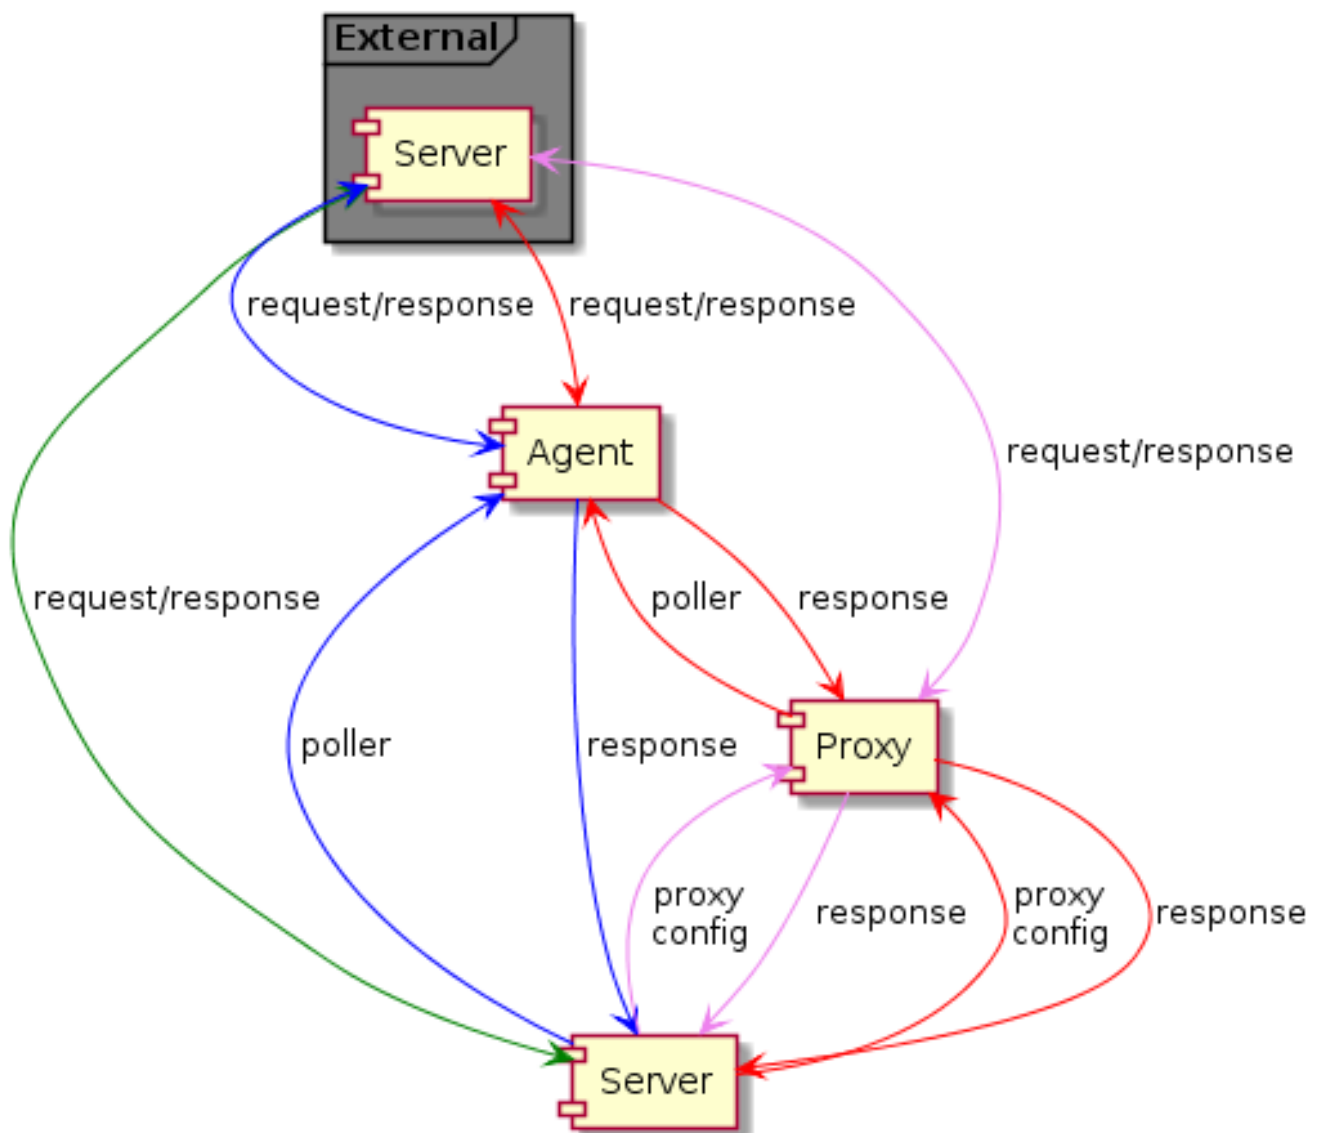 External
Server
request/response
request/response
Agent
request/response
request/response
poller
response
poller
response
Proxy
proxy
config
response
proxy
config
response
Server